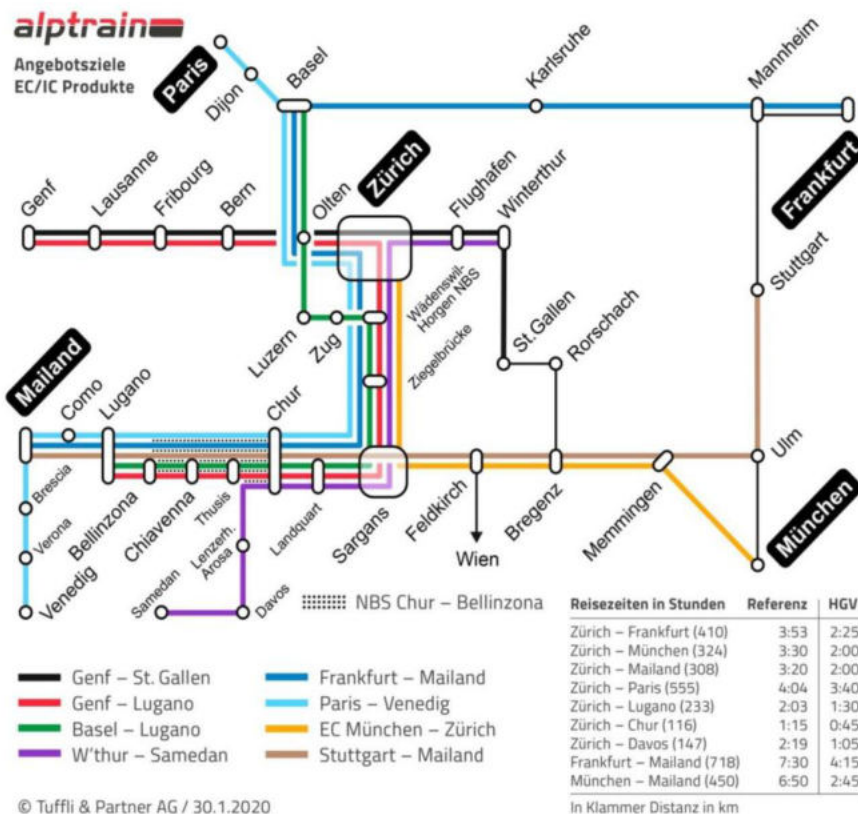 alptrain
Angebotsziele
EC/IC Produkte
Paris
Dijon
Basel
Karlsruhe
Mannheim
Frankfurt
Genf
Lausanne
Fribourg
Bern
Olten
Zürich
Flughafen
Winterthur
Stuttgart
Wädenswil-
Horgen NBS
Luzern
Zug
Ziegelbrücke
St.Gallen
Rorschach
Mailand
Como
Lugano
Chur
Ulm
Brescia
Bellinzona
Chiavenna
Thusis
Landquart
Sargans
Feldkirch
Bregenz
Memmingen
München
Verona
Lenzerh.
Arosa
Wien
Venedig
Samedan
Davos
NBS Chur – Bellinzona
Genf – St. Gallen
Genf – Lugano
Basel – Lugano
W'thur – Samedan
Frankfurt – Mailand
Paris – Venedig
EC München – Zürich
Stuttgart – Mailand
Reisezeiten in Stunden Referenz HGV
Zürich – Frankfurt (410) 3:53 2:25
Zürich – München (324) 3:30 2:00
Zürich – Mailand (308) 3:20 2:00
Zürich – Paris (555) 4:04 3:40
Zürich – Lugano (233) 2:03 1:30
Zürich – Chur (116) 1:15 0:45
Zürich – Davos (147) 2:19 1:05
Frankfurt – Mailand (718) 7:30 4:15
München – Mailand (450) 6:50 2:45
In Klammer Distanz in km
© Tuffli & Partner AG / 30.1.2020